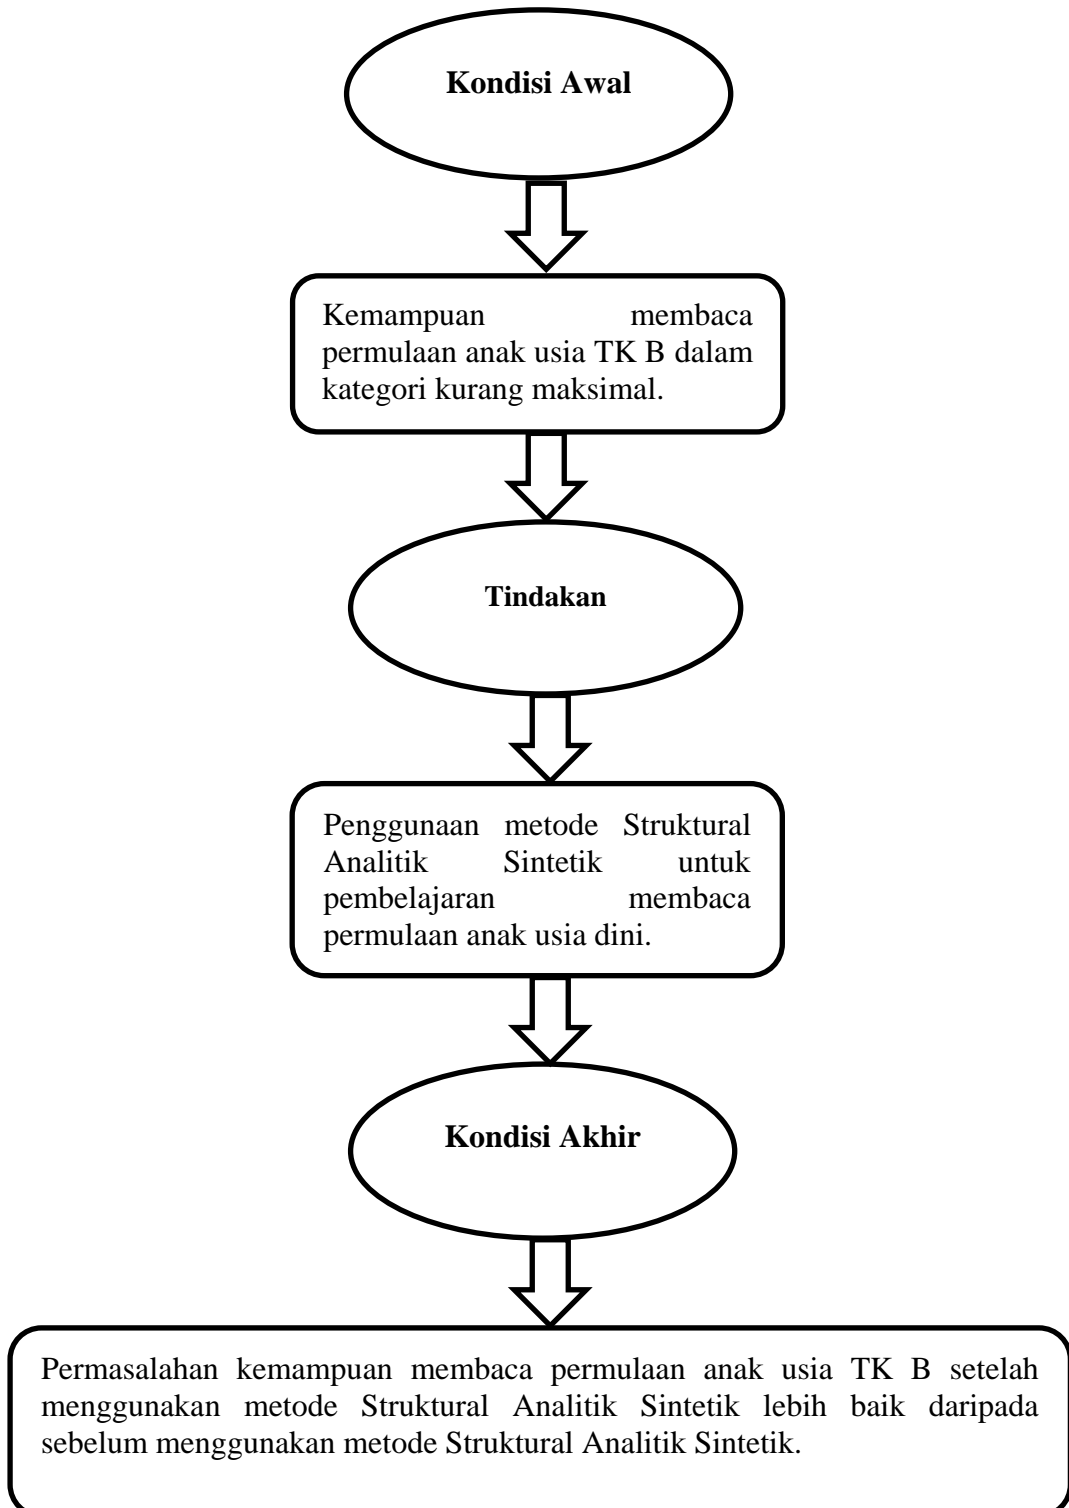 Kondisi Awal
Kemampuan membaca
permulaan anak usia TK B dalam
kategori kurang maksimal.
Tindakan
Penggunaan metode Struktural
Analitik Sintetik untuk
pembelajaran membaca
permulaan anak usia dini.
Kondisi Akhir
Permasalahan kemampuan membaca permulaan anak usia TK B setelah
menggunakan metode Struktural Analitik Sintetik lebih baik daripada
sebelum menggunakan metode Struktural Analitik Sintetik.